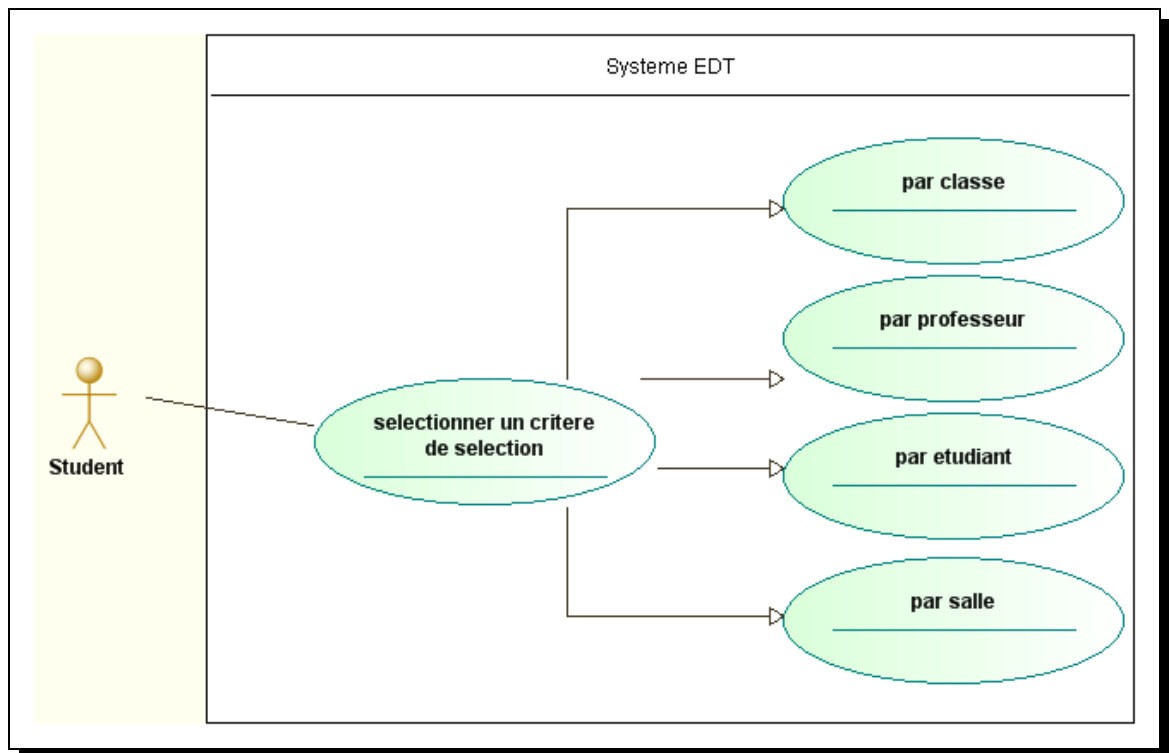 Systeme EDT
par classe
par professeur
selectionner un critere
de selection
par etudiant
Student
par salle